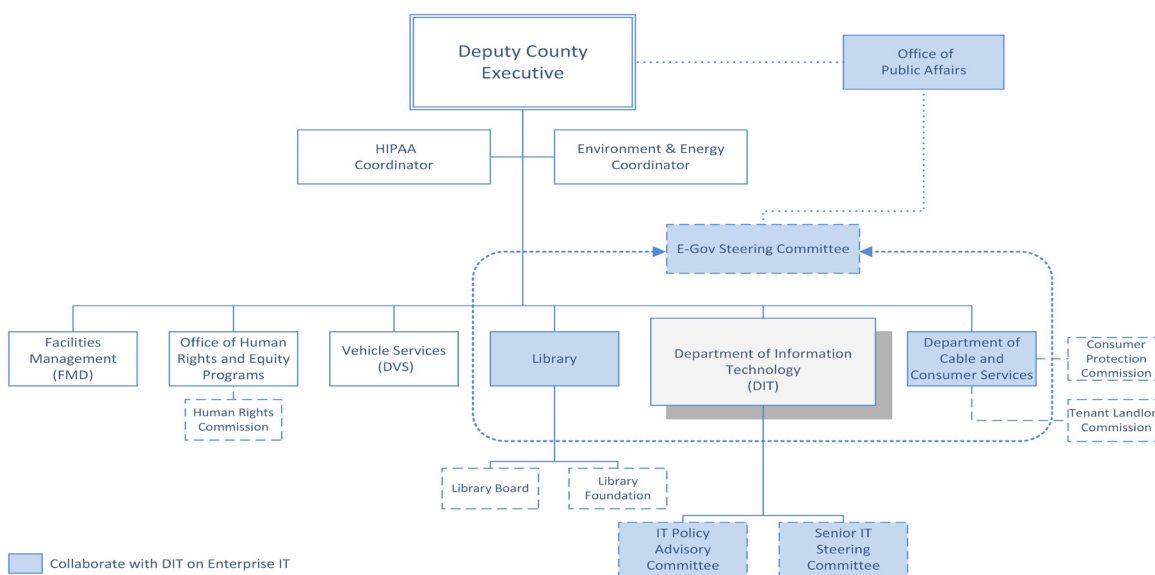 Deputy County
Executive
Office of
Public Affairs
HIPAA
Coordinator
Environment & Energy
Coordinator
E-Gov Steering Committee
Facilities
Management
(FMD)
Office of Human
Rights and Equity
Programs
Vehicle Services
(DVS)
Library
Department of Information
Technology
(DIT)
Department of
Cable and
Consumer Services
Consumer
Protection
Commission
Human Rights
Commission
Tenant Landlor
Commission
Library Board
Library
Foundation
IT Policy
Advisory
Committee
Senior IT
Steering
Committee
Collaborate with DIT on Enterprise IT